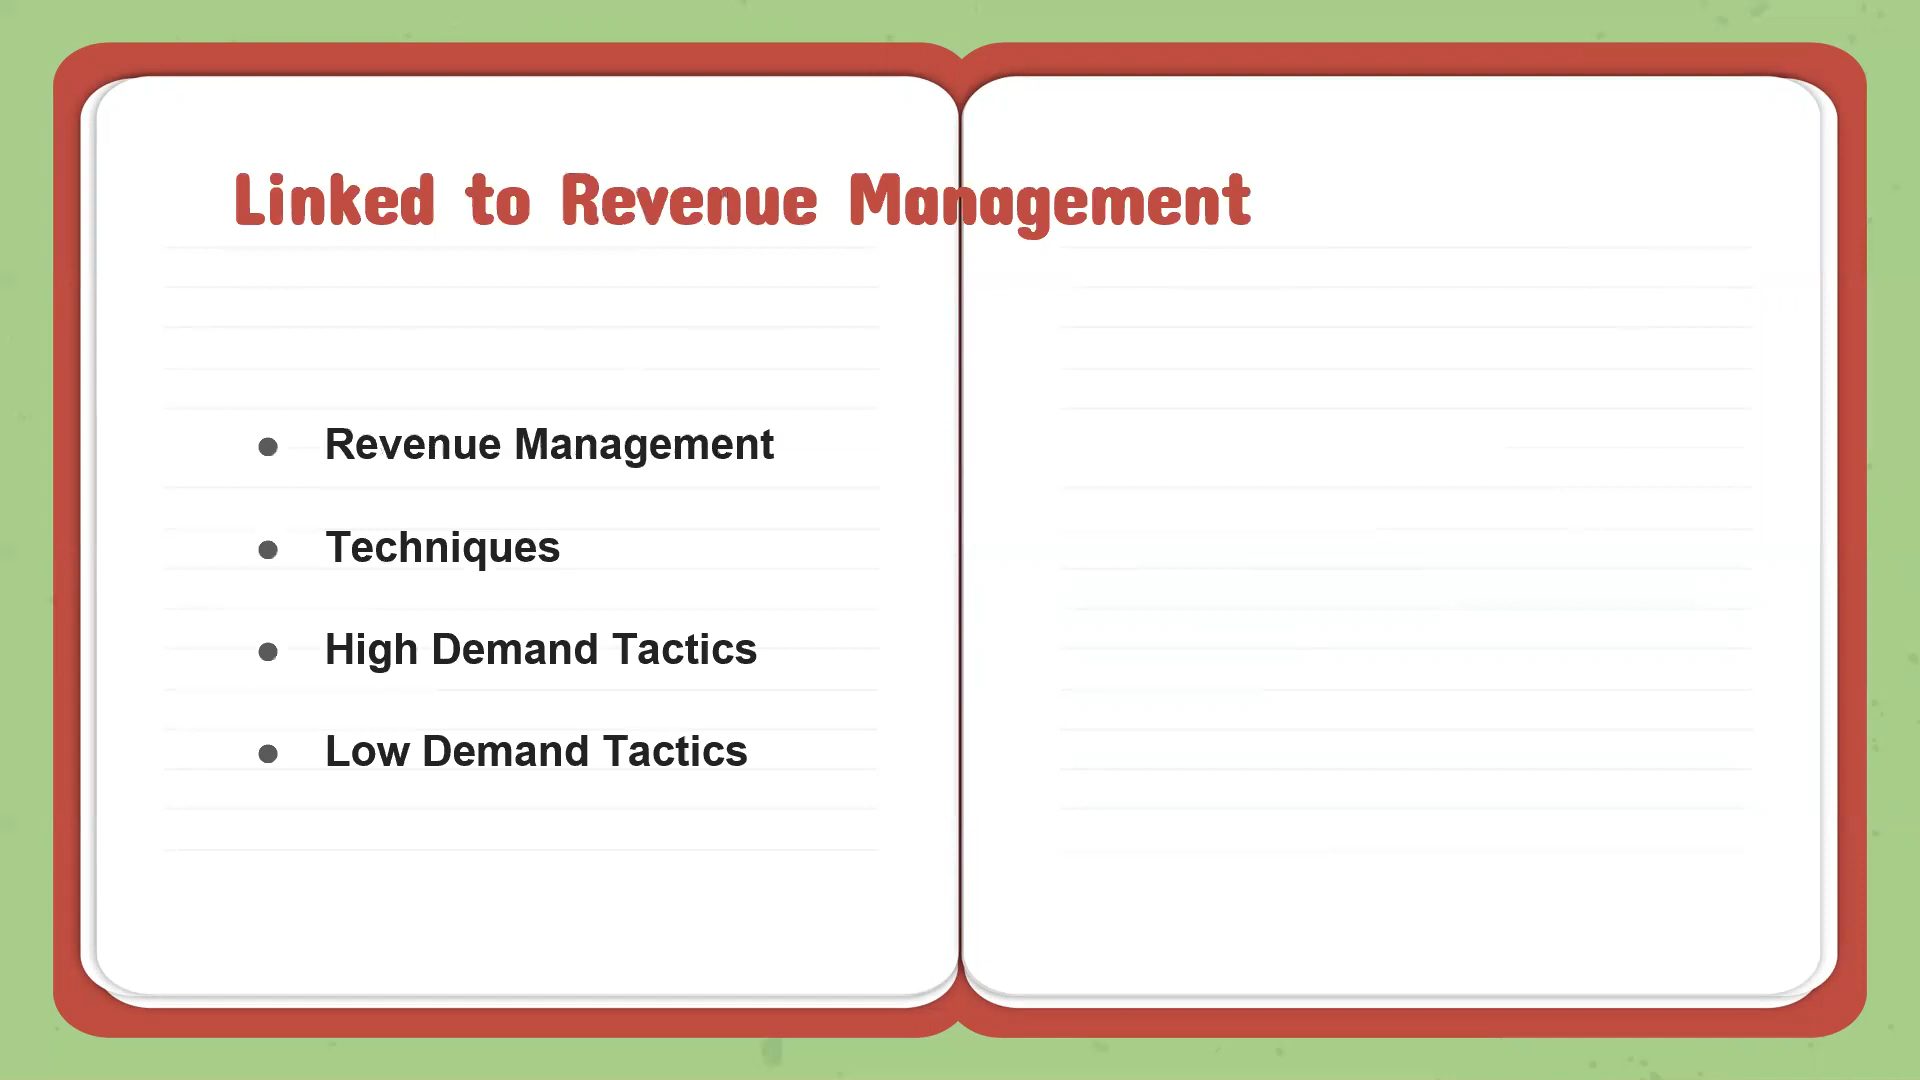 Linked to Revenue Management
● Revenue Management
● Techniques
● High Demand Tactics
● Low Demand Tactics